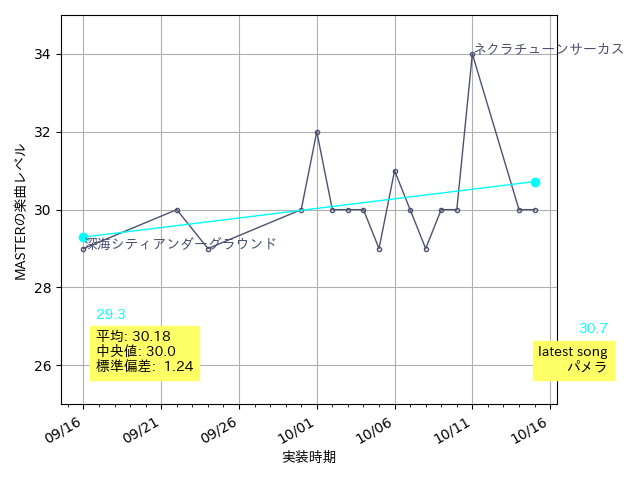 34
ネクラチューンサーカス
32
30
深海シティアンダーグラウンド
28
26
MASTERの楽曲レベル
29.3
平均: 30.18
中央値: 30.0
標準偏差: 1.24
30.7
latest song
パメラ
09/16
09/21
09/26
10/01
10/06
10/11
10/16
実装時期